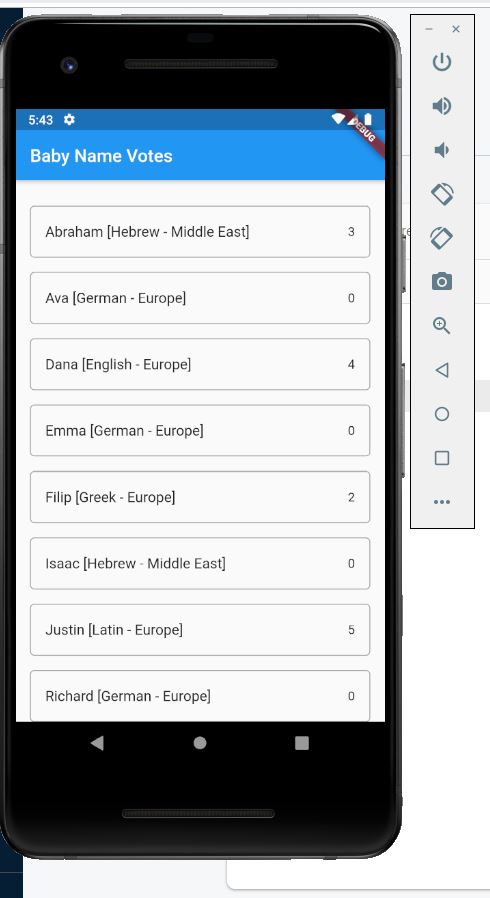 5:43
DEBUG
Baby Name Votes
Abraham [Hebrew - Middle East] 3
Ava [German - Europe] 0
Dana [English - Europe] 4
Emma [German - Europe] 0
Filip [Greek - Europe] 2
Isaac [Hebrew - Middle East] 0
Justin [Latin - Europe] 5
Richard [German - Europe] 0